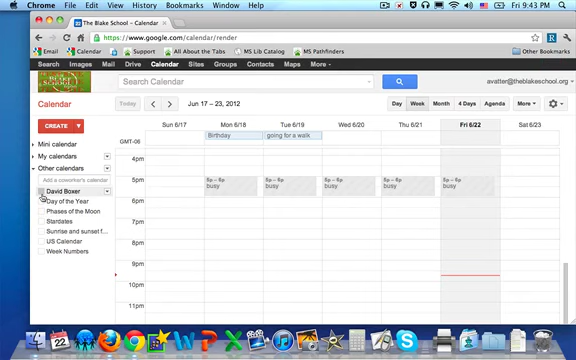 Chrome File Edit View History Bookmarks Window Help
Fri 9:43 PM
The Blake School – Calendar
https://www.google.com/calendar/render
Email Calendar Support All About the Tabs MS Lib Catalog MS Pathfinders Other Bookmarks
Search Images Mail Drive Calendar Sites Groups Contacts Maps More
Search Calendar
avatter@theblakeschool.org
Calendar
Today
Jun 17 – 23, 2012
Day Week Month 4 Days Agenda More
CREATE
Mini calendar
My calendars
Other calendars
Add a coworker's calendar
David Boxer
Day of the Year
Phases of the Moon
Stardates
Sunrise and sunset f...
US Calendar
Week Numbers
Sun 6/17 Mon 6/18 Tue 6/19 Wed 6/20 Thu 6/21 Fri 6/22 Sat 6/23
GMT-06
Birthday going for a walk
4pm
5pm
5p – 6p 5p – 6p 5p – 6p 5p – 6p 5p – 6p
busy busy busy busy busy
6pm
7pm
8pm
9pm
10pm
11pm
22